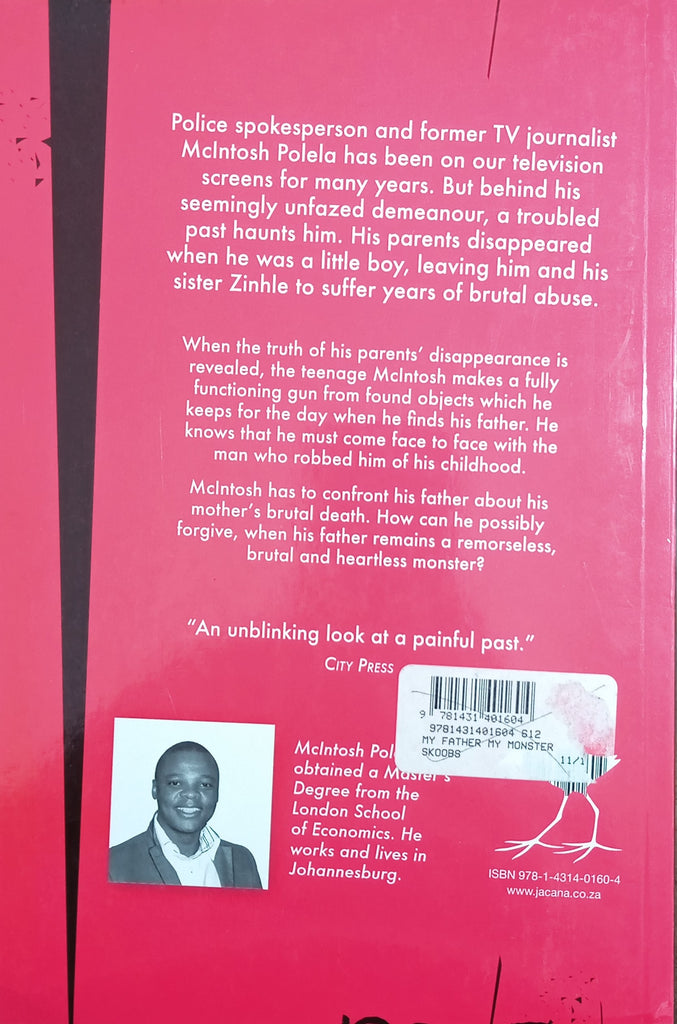 Police spokesperson and former TV journalist
McIntosh Polela has been on our television
screens for many years. But behind his
seemingly unfazed demeanour, a troubled
past haunts him. His parents disappeared
when he was a little boy, leaving him and his
sister Zinhle to suffer years of brutal abuse.
When the truth of his parents' disappearance is
revealed, the teenage McIntosh makes a fully
functioning gun from found objects which he
keeps for the day when he finds his father. He
knows that he must come face to face with the
man who robbed him of his childhood.
McIntosh has to confront his father about his
mother's brutal death. How can he possibly
forgive, when his father remains a remorseless,
brutal and heartless monster?
"An unblinking look at a painful past."
CITY PRESS
9 781431 401604
9781431401604 612
MY FATHER MY MONSTER
SKOOBS
11/1
McIntosh Pol
obtained a Master's
Degree from the
London School
of Economics. He
works and lives in
Johannesburg.
ISBN 978-1-4314-0160-4
www.jacana.co.za